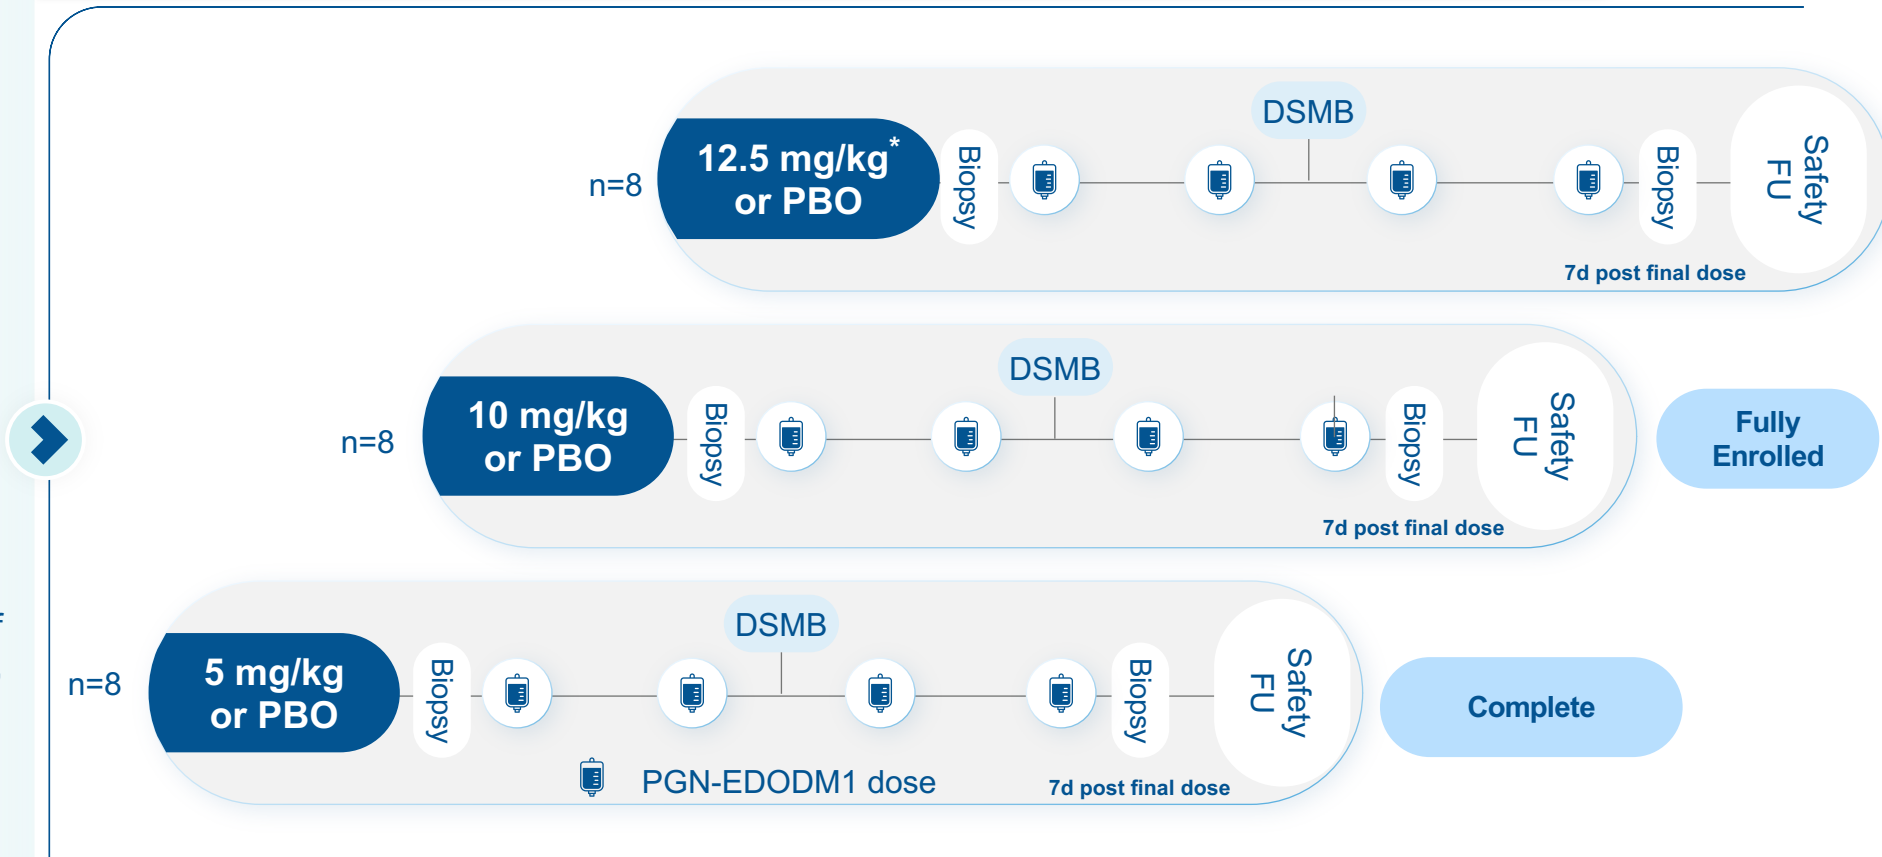 DSMB
n=8
12.5 mg/kg*
or PBO
Biopsy
Biopsy
Safety
FU
7d post final dose
DSMB
n=8
10 mg/kg
or PBO
Biopsy
Biopsy
Safety
FU
Fully
Enrolled
7d post final dose
DSMB
n=8
5 mg/kg
or PBO
Biopsy
Biopsy
Safety
FU
Complete
PGN-EDODM1 dose
7d post final dose